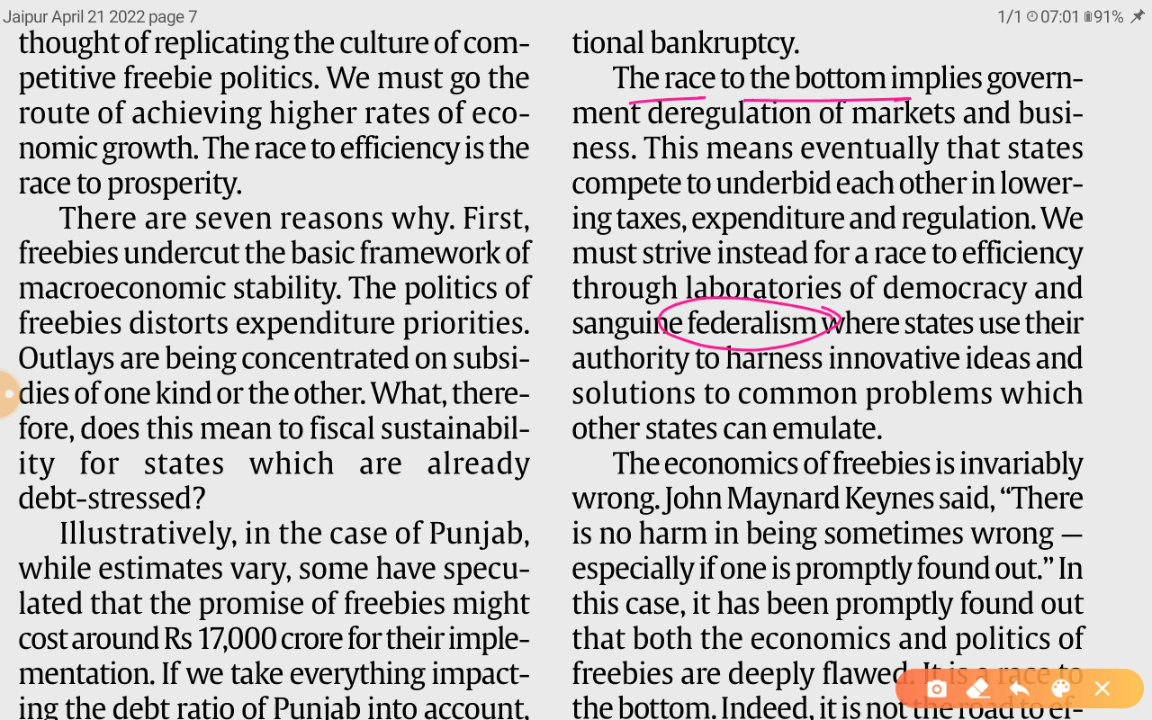 Jaipur April 21 2022 page 7
1/1 07:01 91%
thought of replicating the culture of com-
petitive freebie politics. We must go the
route of achieving higher rates of eco-
nomic growth. The race to efficiency is the
race to prosperity.
There are seven reasons why. First,
freebies undercut the basic framework of
macroeconomic stability. The politics of
freebies distorts expenditure priorities.
Outlays are being concentrated on subsi-
dies of one kind or the other. What, there-
fore, does this mean to fiscal sustainabil-
ity for states which are already
debt-stressed?
Illustratively, in the case of Punjab,
while estimates vary, some have specu-
lated that the promise of freebies might
cost around Rs 17,000 crore for their imple-
mentation. If we take everything impact-
ing the debt ratio of Punjab into account,
tional bankruptcy.
The race to the bottom implies govern-
ment deregulation of markets and busi-
ness. This means eventually that states
compete to underbid each other in lower-
ing taxes, expenditure and regulation. We
must strive instead for a race to efficiency
through laboratories of democracy and
sanguine federalism where states use their
authority to harness innovative ideas and
solutions to common problems which
other states can emulate.
The economics of freebies is invariably
wrong. John Maynard Keynes said, “There
is no harm in being sometimes wrong —
especially if one is promptly found out.” In
this case, it has been promptly found out
that both the economics and politics of
freebies are deeply flawed. It is a race to
the bottom. Indeed, it is not the road to ef-